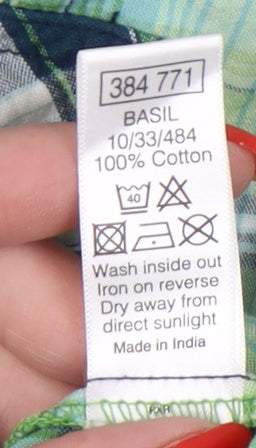 384 771
BASIL
10/33/484
100% Cotton
40
Wash inside out
Iron on reverse
Dry away from
direct sunlight
Made in India